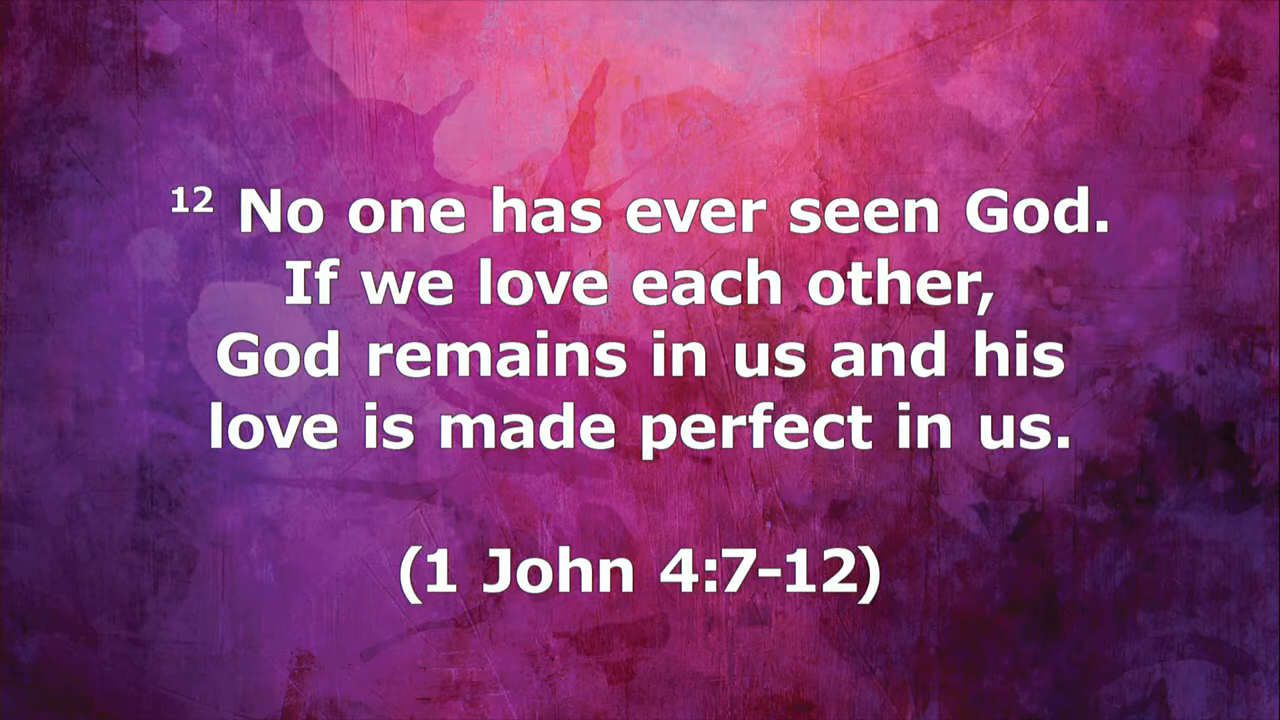 12 No one has ever seen God.
If we love each other,
God remains in us and his
love is made perfect in us.
(1 John 4:7-12)